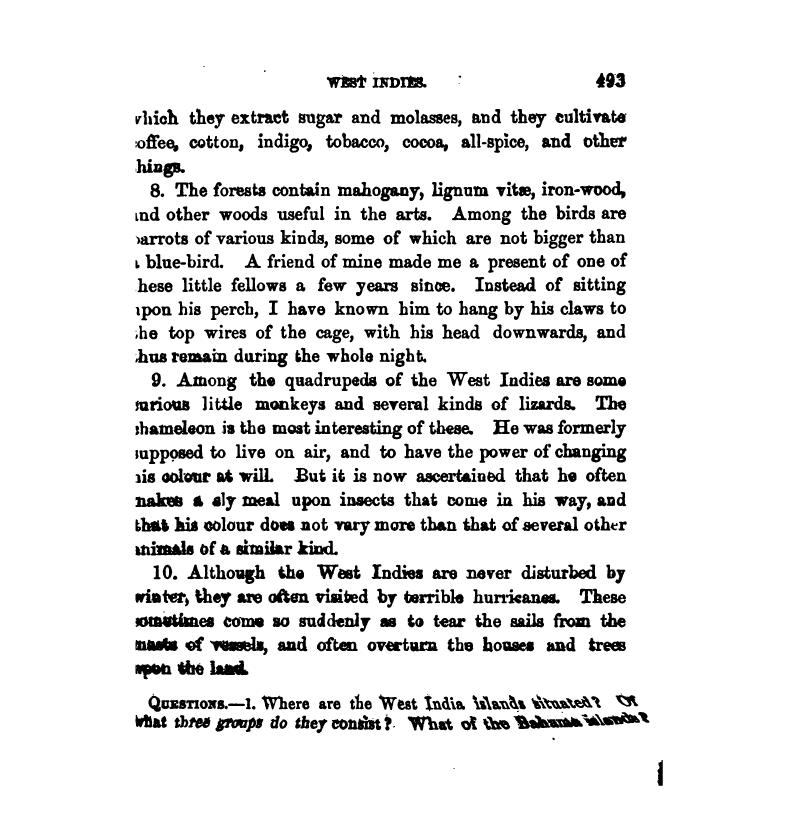 WEST INDIES. 493
which they extract sugar and molasses, and they cultivate
coffee, cotton, indigo, tobacco, cocoa, all-spice, and other
things.
8. The forests contain mahogany, lignum vitæ, iron-wood,
and other woods useful in the arts. Among the birds are
parrots of various kinds, some of which are not bigger than
a blue-bird. A friend of mine made me a present of one of
these little fellows a few years since. Instead of sitting
upon his perch, I have known him to hang by his claws to
the top wires of the cage, with his head downwards, and
thus remain during the whole night.
9. Among the quadrupeds of the West Indies are some
curious little monkeys and several kinds of lizards. The
chameleon is the most interesting of these. He was formerly
supposed to live on air, and to have the power of changing
his colour at will. But it is now ascertained that he often
makes a sly meal upon insects that come in his way, and
that his colour does not vary more than that of several other
animals of a similar kind.
10. Although the West Indies are never disturbed by
winter, they are often visited by terrible hurricanes. These
sometimes come so suddenly as to tear the sails from the
masts of vessels, and often overturn the houses and trees
upon the land.
QUESTIONS.—1. Where are the West India islands situated? Of
what three groups do they consist? What of the Bahama islands?